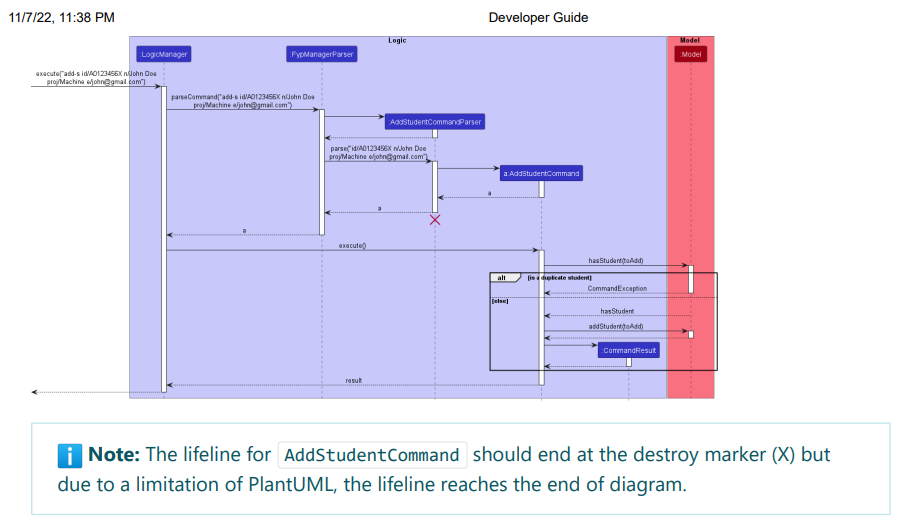 11/7/22, 11:38 PM Developer Guide
Logic Model
:LogicManager :FypManagerParser :Model
execute("add-s id/A0123456X n/John Doe
proj/Machine e/john@gmail.com")
parseCommand("add-s id/A0123456X n/John Doe
proj/Machine e/john@gmail.com")
:AddStudentCommandParser
parse("id/A0123456X n/John Doe
proj/Machine e/john@gmail.com")
a:AddStudentCommand
a
a
a
execute()
hasStudent(toAdd)
alt [is a duplicate student]
CommandException
[else]
hasStudent
addStudent(toAdd)
:CommandResult
result
Note: The lifeline for AddStudentCommand should end at the destroy marker (X) but
due to a limitation of PlantUML, the lifeline reaches the end of diagram.